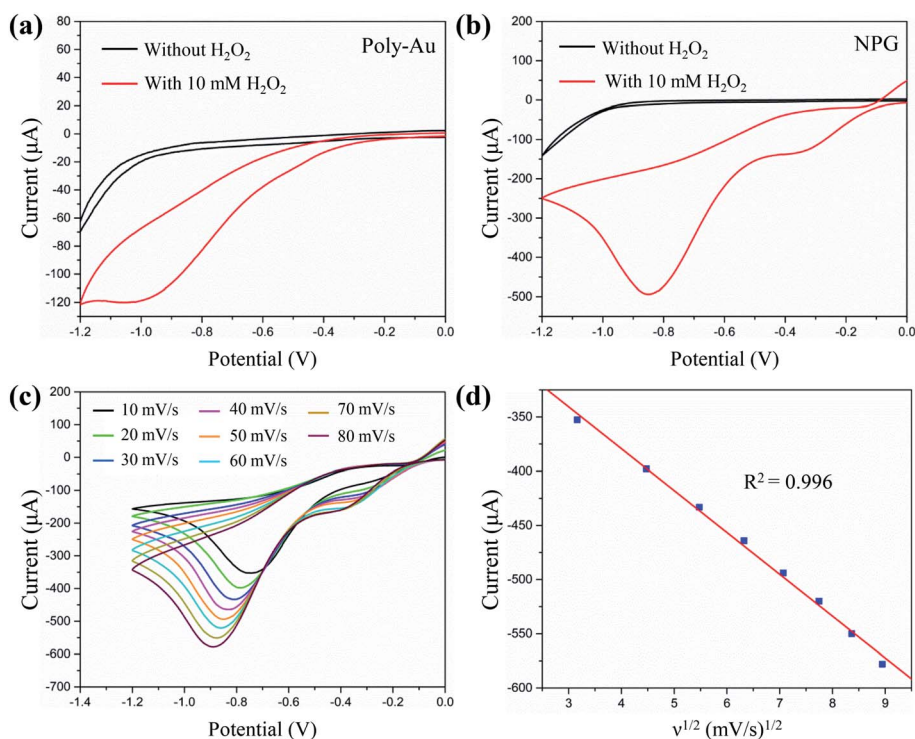 (a)
Without H₂O₂
With 10 mM H₂O₂
Poly-Au
80
60
40
20
0
-20
-40
-60
-80
-100
-120
Current (μA)
-1.2 -1.0 -0.8 -0.6 -0.4 -0.2 0.0
Potential (V)
(b)
Without H₂O₂
With 10 mM H₂O₂
NPG
200
100
0
-100
-200
-300
-400
-500
Current (μA)
-1.2 -1.0 -0.8 -0.6 -0.4 -0.2 0.0
Potential (V)
(c)
10 mV/s 40 mV/s 70 mV/s
20 mV/s 50 mV/s 80 mV/s
30 mV/s 60 mV/s
200
100
0
-100
-200
-300
-400
-500
-600
-700
Current (μA)
-1.4 -1.2 -1.0 -0.8 -0.6 -0.4 -0.2 0.0
Potential (V)
(d)
R² = 0.996
-350
-400
-450
-500
-550
-600
Current (μA)
3 4 5 6 7 8 9
ν¹ᐟ² (mV/s)¹ᐟ²